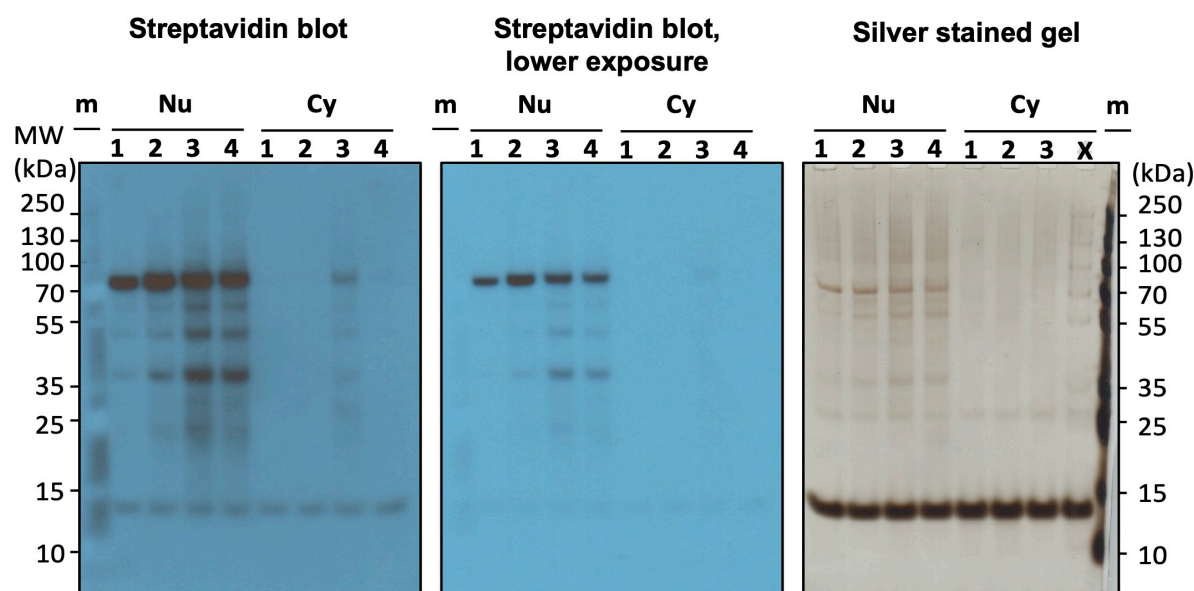 Streptavidin blot
Streptavidin blot,
lower exposure
Silver stained gel
m Nu Cy
m Nu Cy
Nu Cy m
MW
(kDa)
1 2 3 4 1 2 3 4
1 2 3 4 1 2 3 4
1 2 3 4 1 2 3 X
(kDa)
250
130
100
70
55
35
25
15
10
250
130
100
70
55
35
25
15
10